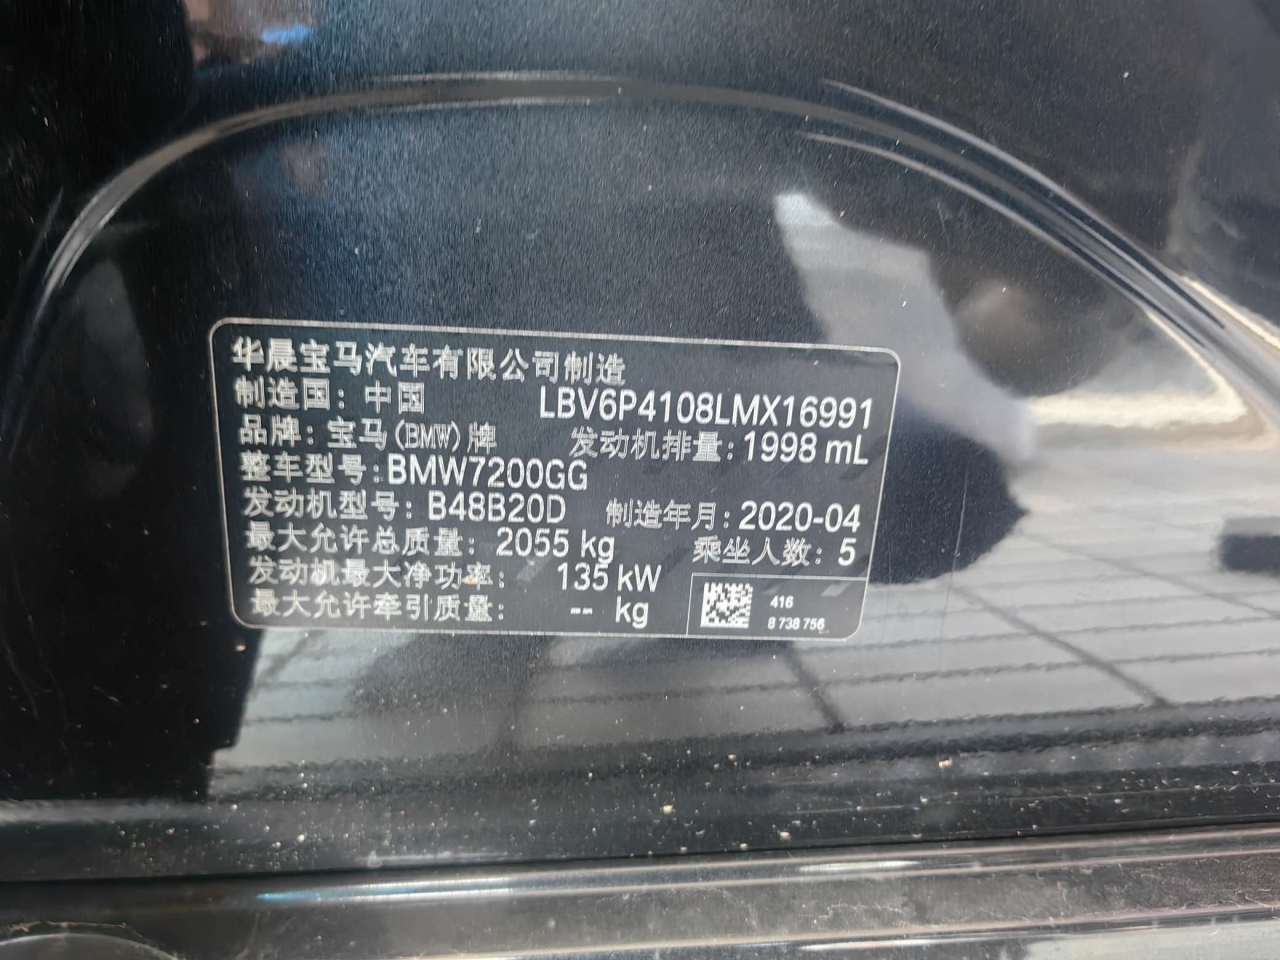 华晨宝马汽车有限公司制造
制造国：中国 LBV6P4108LMX16991
品牌：宝马(BMW)牌 发动机排量：1998 mL
整车型号：BMW7200GG
发动机型号：B48B20D 制造年月：2020-04
最大允许总质量：2055 kg 乘坐人数：5
发动机最大净功率：135 kW
最大允许牵引质量：-- kg
416
8 738 756